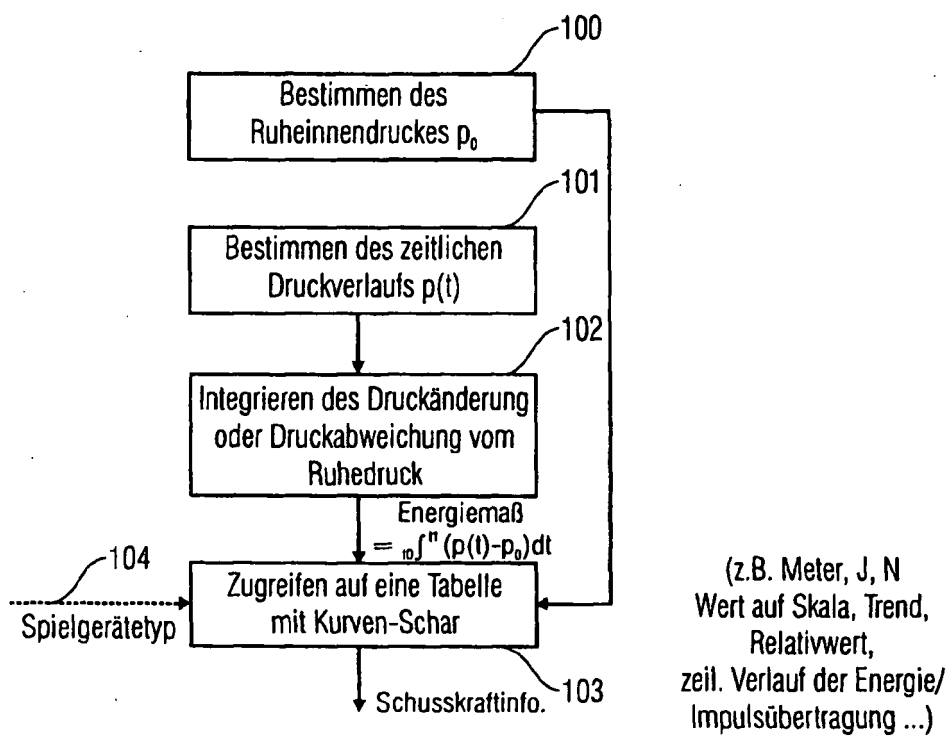 100
Bestimmen des
Ruheinnendruckes p₀
101
Bestimmen des zeitlichen
Druckverlaufs p(t)
102
Integrieren des Druckänderung
oder Druckabweichung vom
Ruhedruck
Energiemaß
= ₜ₀∫ᵗ¹ (p(t)-p₀)dt
104
Spielgerätetyp
Zugreifen auf eine Tabelle
mit Kurven-Schar
103
Schusskraftinfo.
(z.B. Meter, J, N
Wert auf Skala, Trend,
Relativwert,
zeil. Verlauf der Energie/
Impulsübertragung ...)